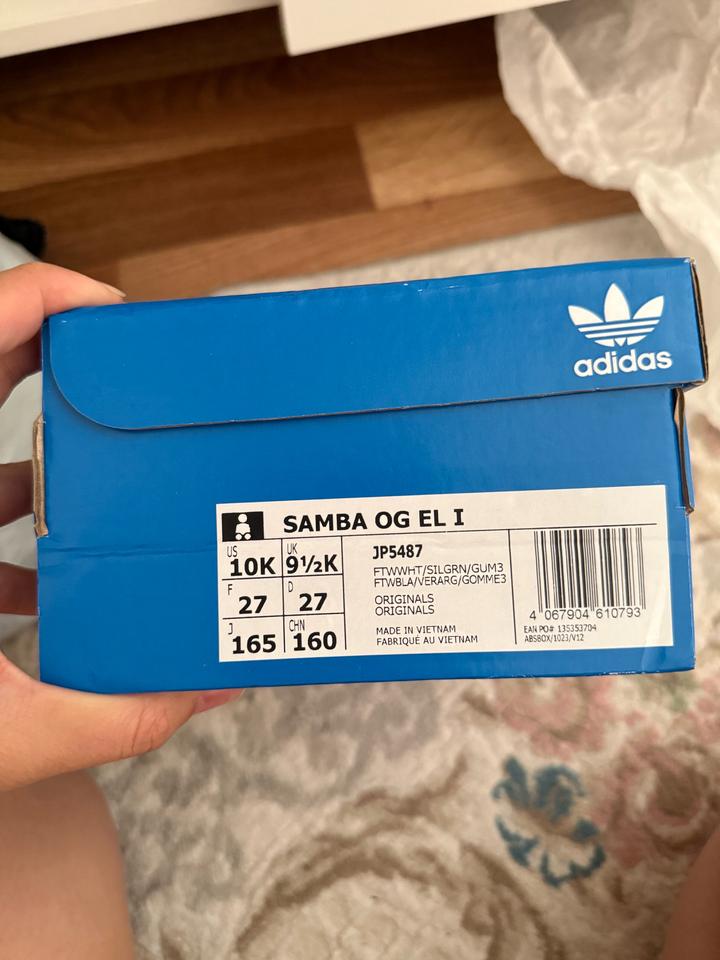 adidas
SAMBA OG EL I
US 10K UK 9½K
F 27 D 27
J 165 CHN 160
JP5487
FTWWHT/SILGRN/GUM3
FTWBLA/VERARG/GOMME3
ORIGINALS
ORIGINALS
MADE IN VIETNAM
FABRIQUÉ AU VIETNAM
4 067904 610793
EAN PO# 135353704
ABSBOX/1023/V12